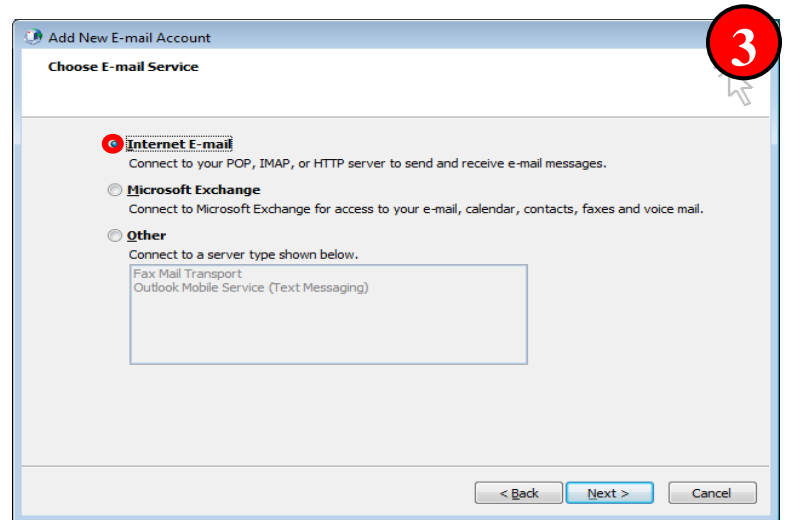 Add New E-mail Account
3
Choose E-mail Service
Internet E-mail
Connect to your POP, IMAP, or HTTP server to send and receive e-mail messages.
Microsoft Exchange
Connect to Microsoft Exchange for access to your e-mail, calendar, contacts, faxes and voice mail.
Other
Connect to a server type shown below.
Fax Mail Transport
Outlook Mobile Service (Text Messaging)
< Back
Next >
Cancel